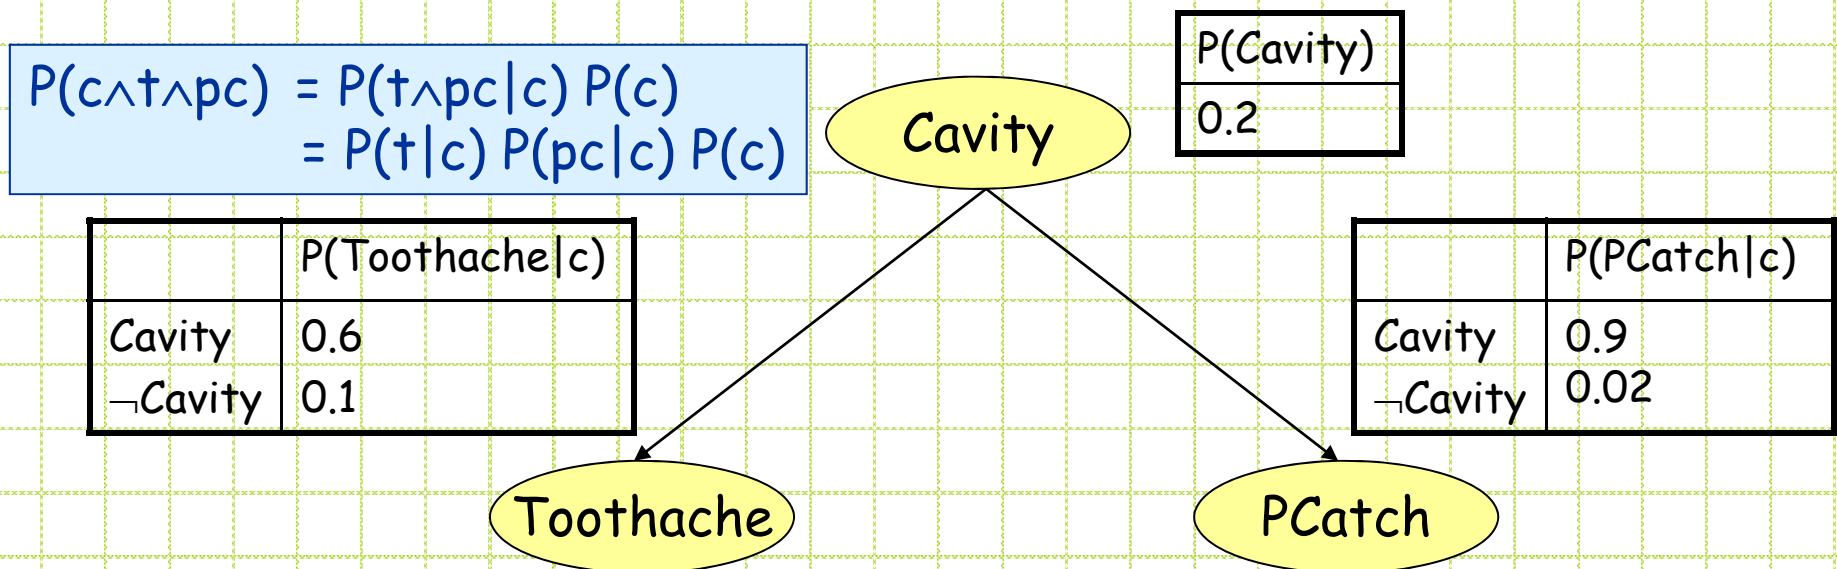 P(c∧t∧pc) = P(t∧pc|c) P(c)
= P(t|c) P(pc|c) P(c)
Cavity
P(Cavity)
0.2
P(Toothache|c)
Cavity 0.6
¬Cavity 0.1
P(PCatch|c)
Cavity 0.9
¬Cavity 0.02
Toothache
PCatch